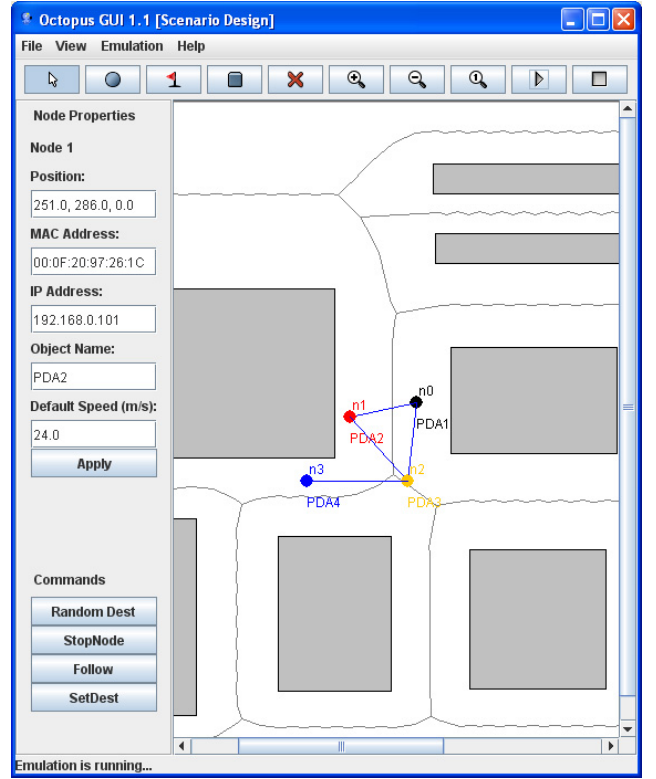 Octopus GUI 1.1 [Scenario Design]
File View Emulation Help
1
Node Properties
Node 1
Position:
251.0, 286.0, 0.0
MAC Address:
00:0F:20:97:26:1C
IP Address:
192.168.0.101
Object Name:
PDA2
Default Speed (m/s):
24.0
Apply
n0
PDA1
n1
PDA2
n2
PDA3
n3
PDA4
Commands
Random Dest
StopNode
Follow
SetDest
Emulation is running...